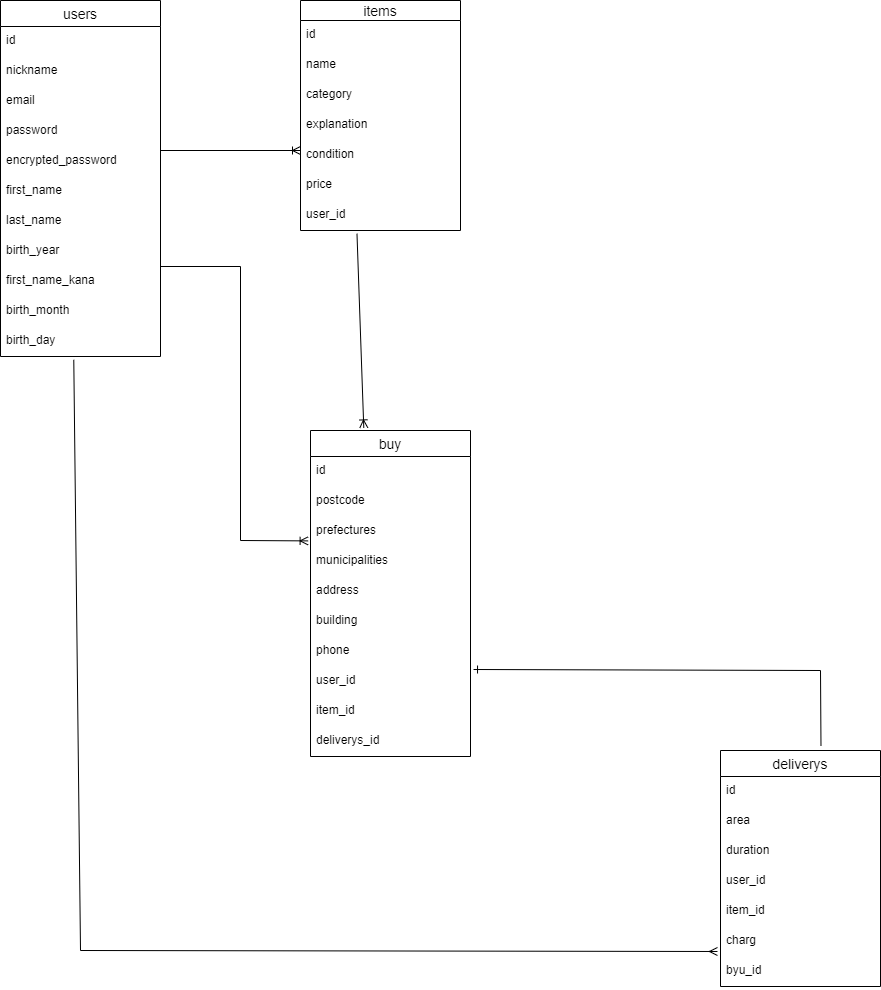 users
id
nickname
email
password
encrypted_password
first_name
last_name
birth_year
first_name_kana
birth_month
birth_day
items
id
name
category
explanation
condition
price
user_id
buy
id
postcode
prefectures
municipalities
address
building
phone
user_id
item_id
deliverys_id
deliverys
id
area
duration
user_id
item_id
charg
byu_id